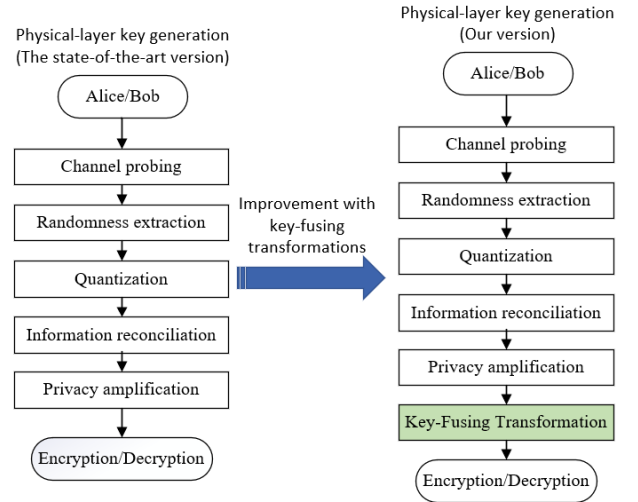 Physical-layer key generation
(The state-of-the-art version)
Alice/Bob
Channel probing
Randomness extraction
Quantization
Information reconciliation
Privacy amplification
Encryption/Decryption
Improvement with
key-fusing
transformations
Physical-layer key generation
(Our version)
Alice/Bob
Channel probing
Randomness extraction
Quantization
Information reconciliation
Privacy amplification
Key-Fusing Transformation
Encryption/Decryption